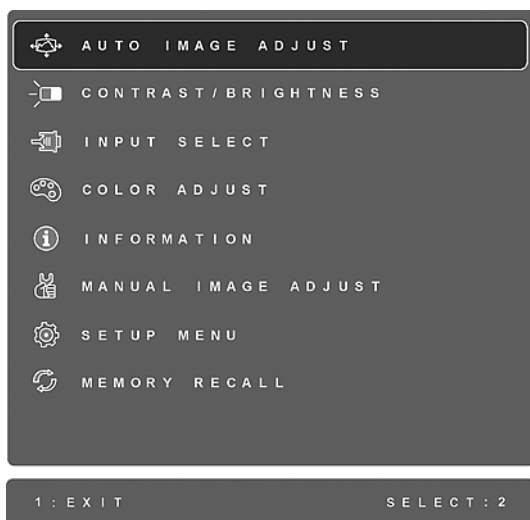 AUTO IMAGE ADJUST
CONTRAST/BRIGHTNESS
INPUT SELECT
COLOR ADJUST
INFORMATION
MANUAL IMAGE ADJUST
SETUP MENU
MEMORY RECALL
1:EXIT SELECT:2